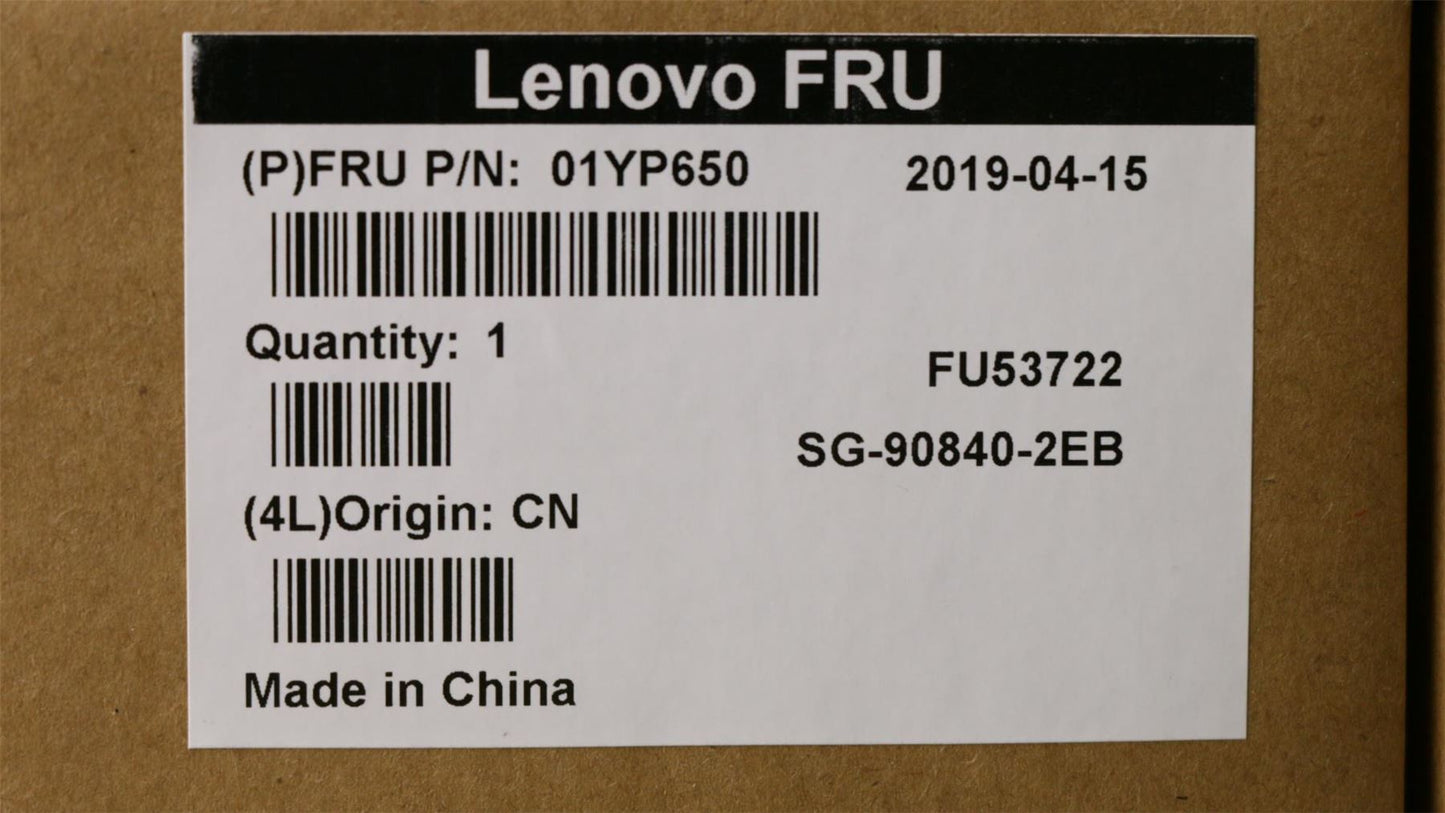 Lenovo FRU
(P)FRU P/N: 01YP650 2019-04-15
Quantity: 1
FU53722
SG-90840-2EB
(4L)Origin: CN
Made in China